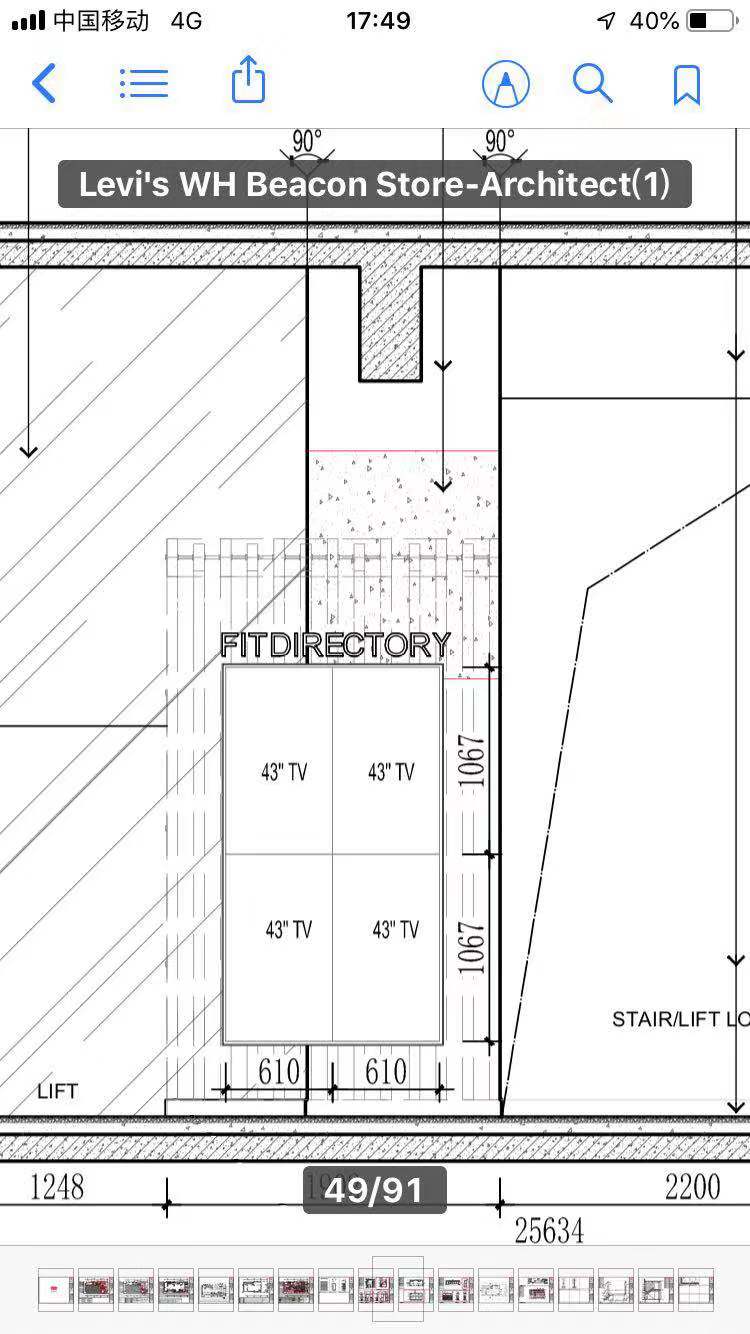 中国移动 4G 17:49 40%
90° 90°
Levi's WH Beacon Store-Architect(1)
FITDIRECTORY
43" TV 43" TV
1067
43" TV 43" TV
1067
STAIR/LIFT LO
610 610
LIFT
1248 49/91 2200
25634